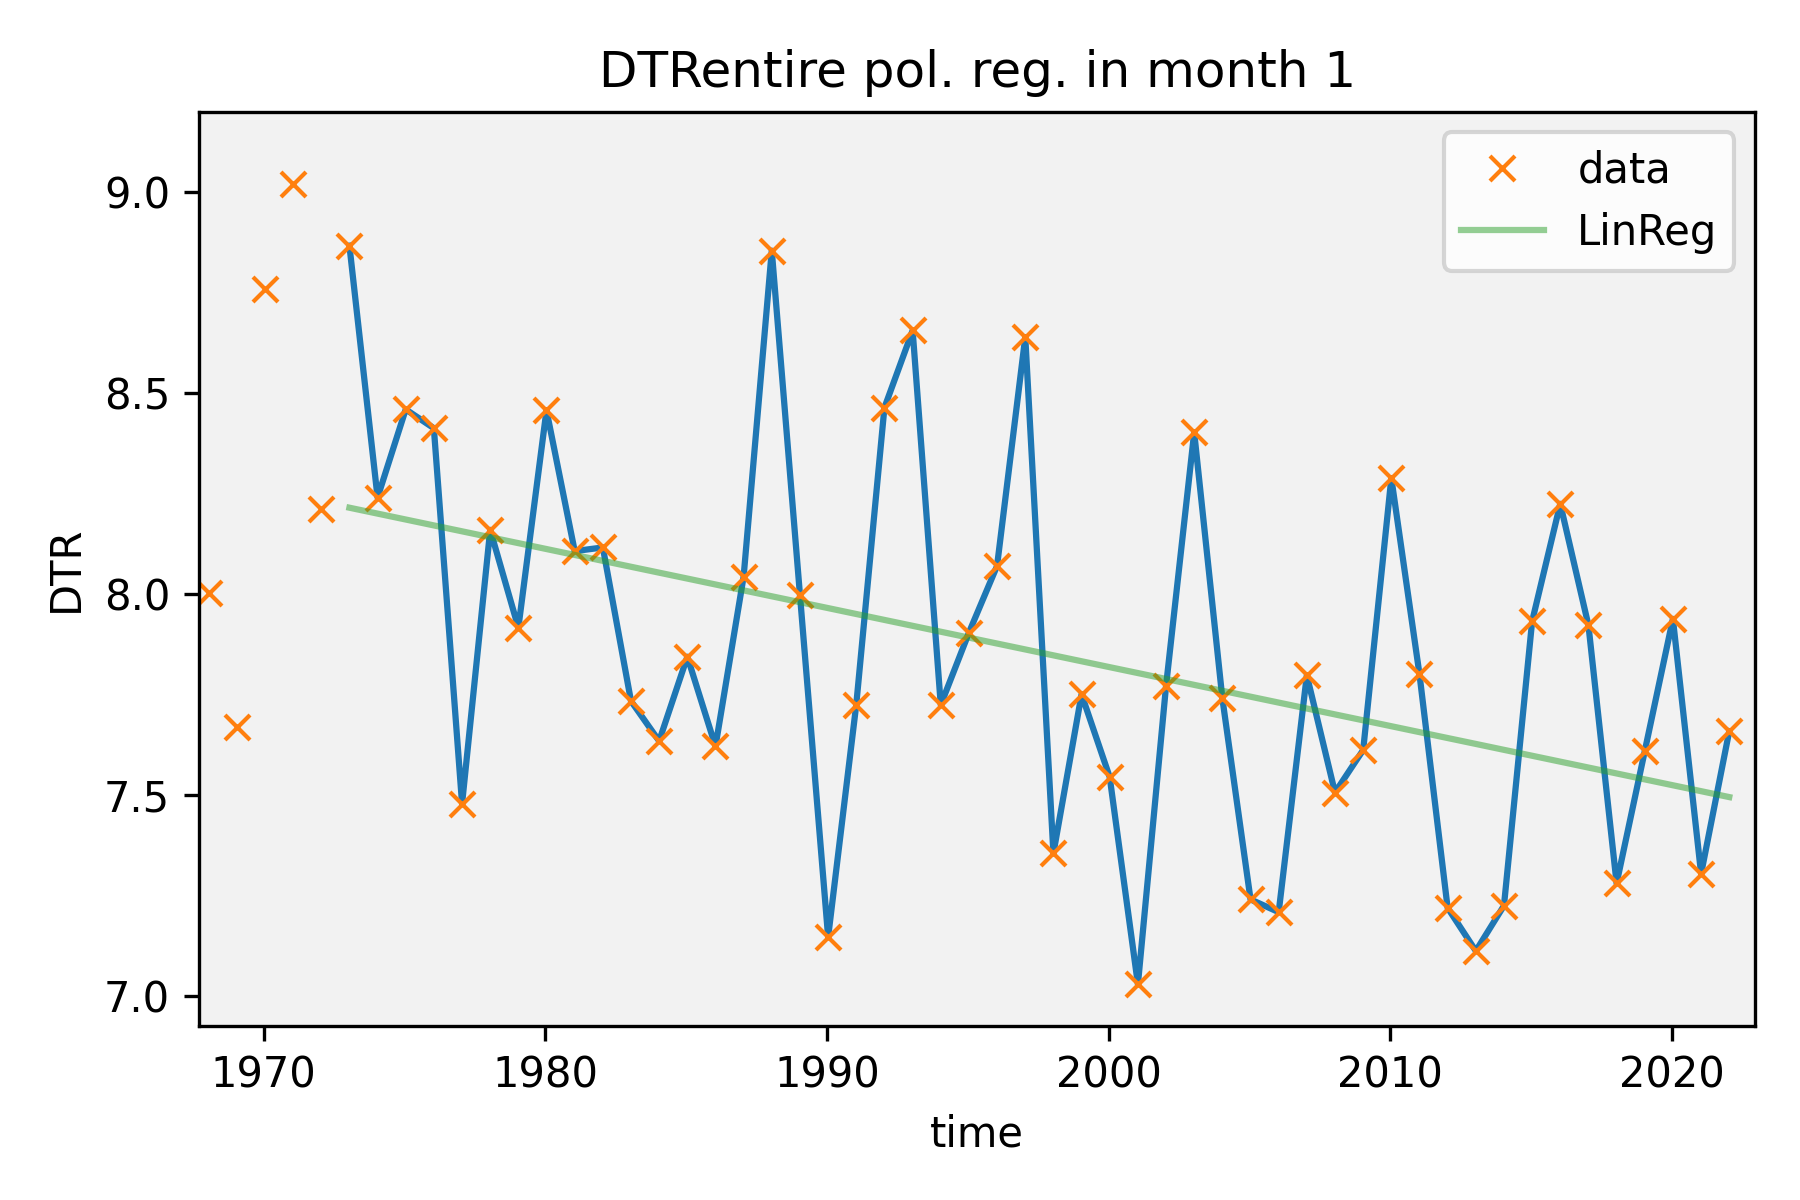 DTRentire pol. reg. in month 1
data
LinReg
9.0
8.5
8.0
7.5
7.0
DTR
1970 1980 1990 2000 2010 2020
time